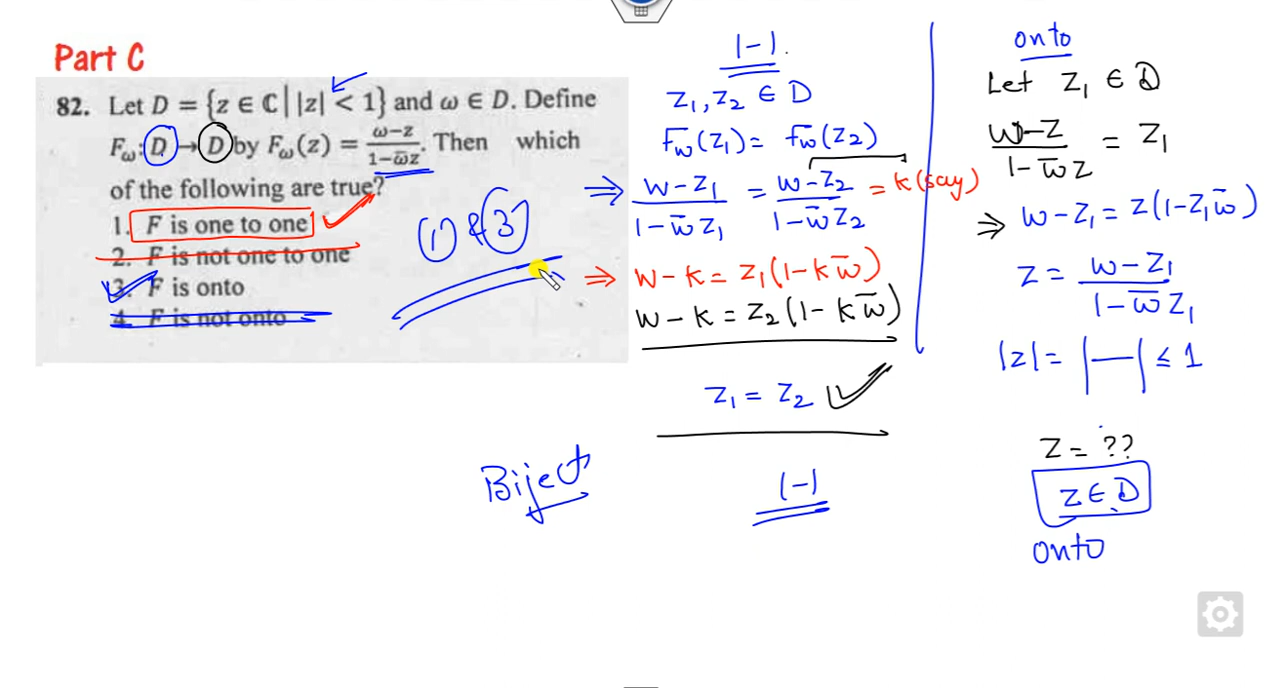 Part C
82. Let D = {z ∈ ℂ | |z| < 1} and ω ∈ D. Define
F_ω : D → D by F_ω(z) = (ω−z)/(1−ω̄z). Then which
of the following are true?
1. F is one to one
2. F is not one to one
3. F is onto
4. F is not onto
① & ③
Biject
1-1.
z₁, z₂ ∈ D
F_w(z₁) = f_w(z₂)
⇒ (w−z₁)/(1−w̄z₁) = (w−z₂)/(1−w̄z₂) = k (say)
⇒ w−k = z₁(1−kw̄)
w−k = z₂(1−kw̄)
z₁ = z₂ ✓
1-1
onto
Let z₁ ∈ D
(w−z)/(1−w̄z) = z₁
⇒ w−z₁ = z(1−z₁w̄)
z = (w−z₁)/(1−w̄z₁)
|z| = |—| ≤ 1
z = ??
z ∈ D
onto